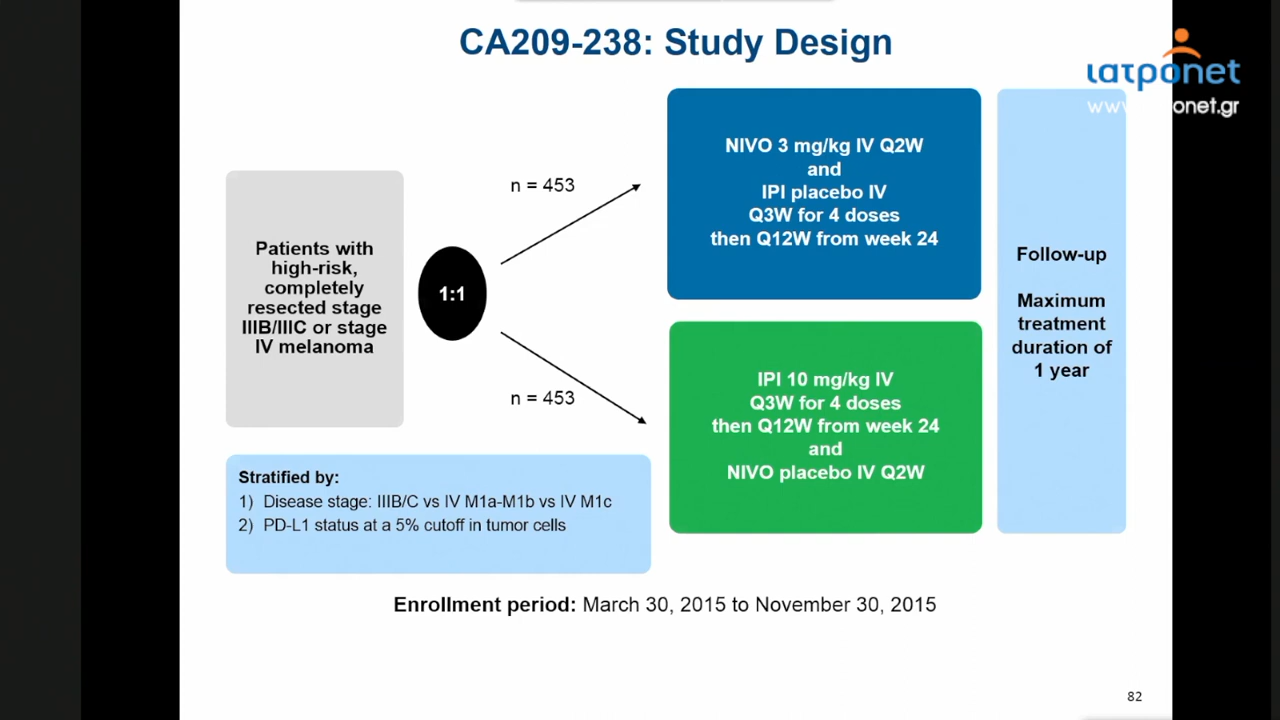 CA209-238: Study Design
ιατρonet
www onet.gr
Patients with
high-risk,
completely
resected stage
IIIB/IIIC or stage
IV melanoma
1:1
n = 453
n = 453
NIVO 3 mg/kg IV Q2W
and
IPI placebo IV
Q3W for 4 doses
then Q12W from week 24
IPI 10 mg/kg IV
Q3W for 4 doses
then Q12W from week 24
and
NIVO placebo IV Q2W
Follow-up
Maximum
treatment
duration of
1 year
Stratified by:
1) Disease stage: IIIB/C vs IV M1a-M1b vs IV M1c
2) PD-L1 status at a 5% cutoff in tumor cells
Enrollment period: March 30, 2015 to November 30, 2015
82